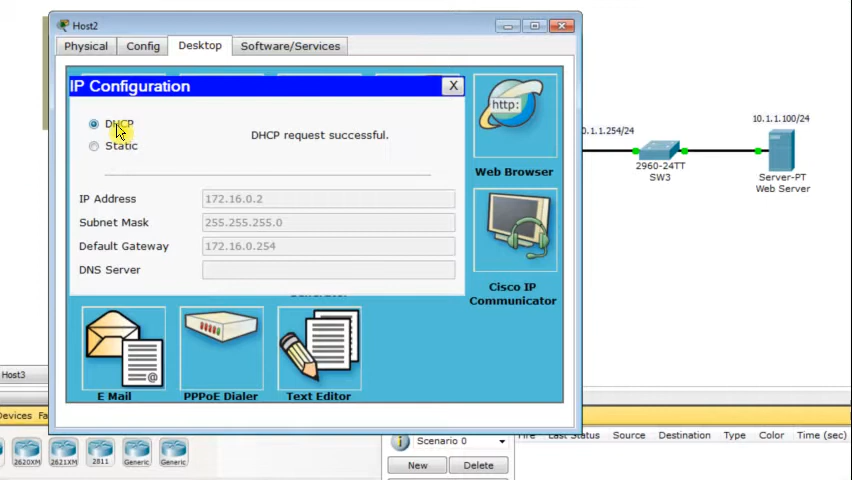 Host2
Physical
Config
Desktop
Software/Services
IP Configuration
X
DHCP
DHCP request successful.
Static
IP Address
172.16.0.2
Subnet Mask
255.255.255.0
Default Gateway
172.16.0.254
DNS Server
http:
Web Browser
Cisco IP
Communicator
E Mail
PPPoE Dialer
Text Editor
.1.1.254/24
2960-24TT
SW3
10.1.1.100/24
Server-PT
Web Server
Host3
Devices
2620XM
2621XM
2811
Generic
Generic
Scenario 0
New
Delete
Fire
Last Status
Source
Destination
Type
Color
Time (sec)